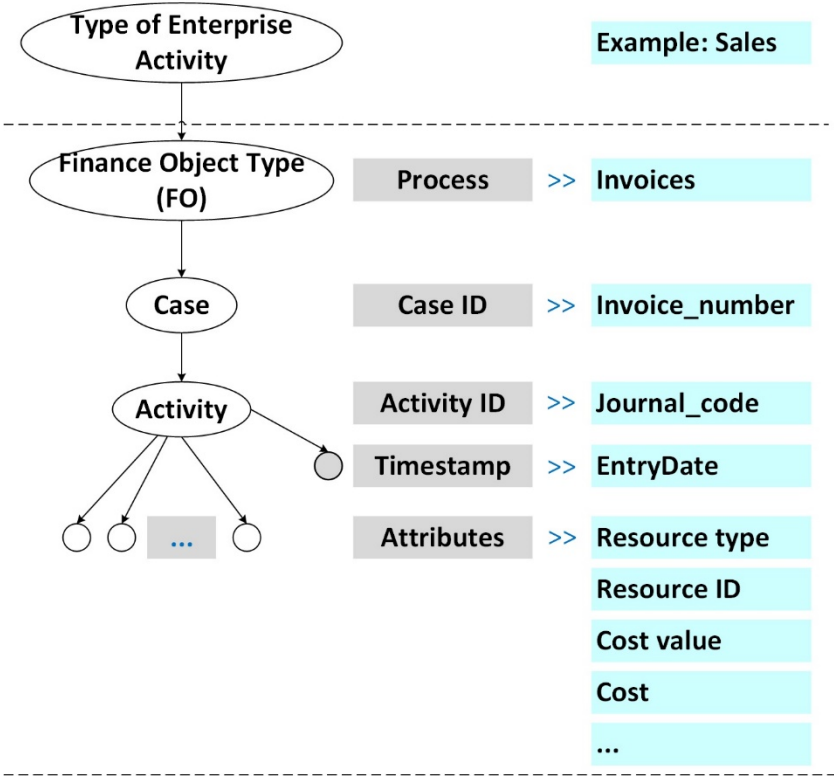 Type of Enterprise
Activity
Example: Sales
Finance Object Type
(FO)
Process >> Invoices
Case
Case ID >> Invoice_number
Activity
Activity ID >> Journal_code
Timestamp >> EntryDate
...
Attributes >> Resource type
Resource ID
Cost value
Cost
...